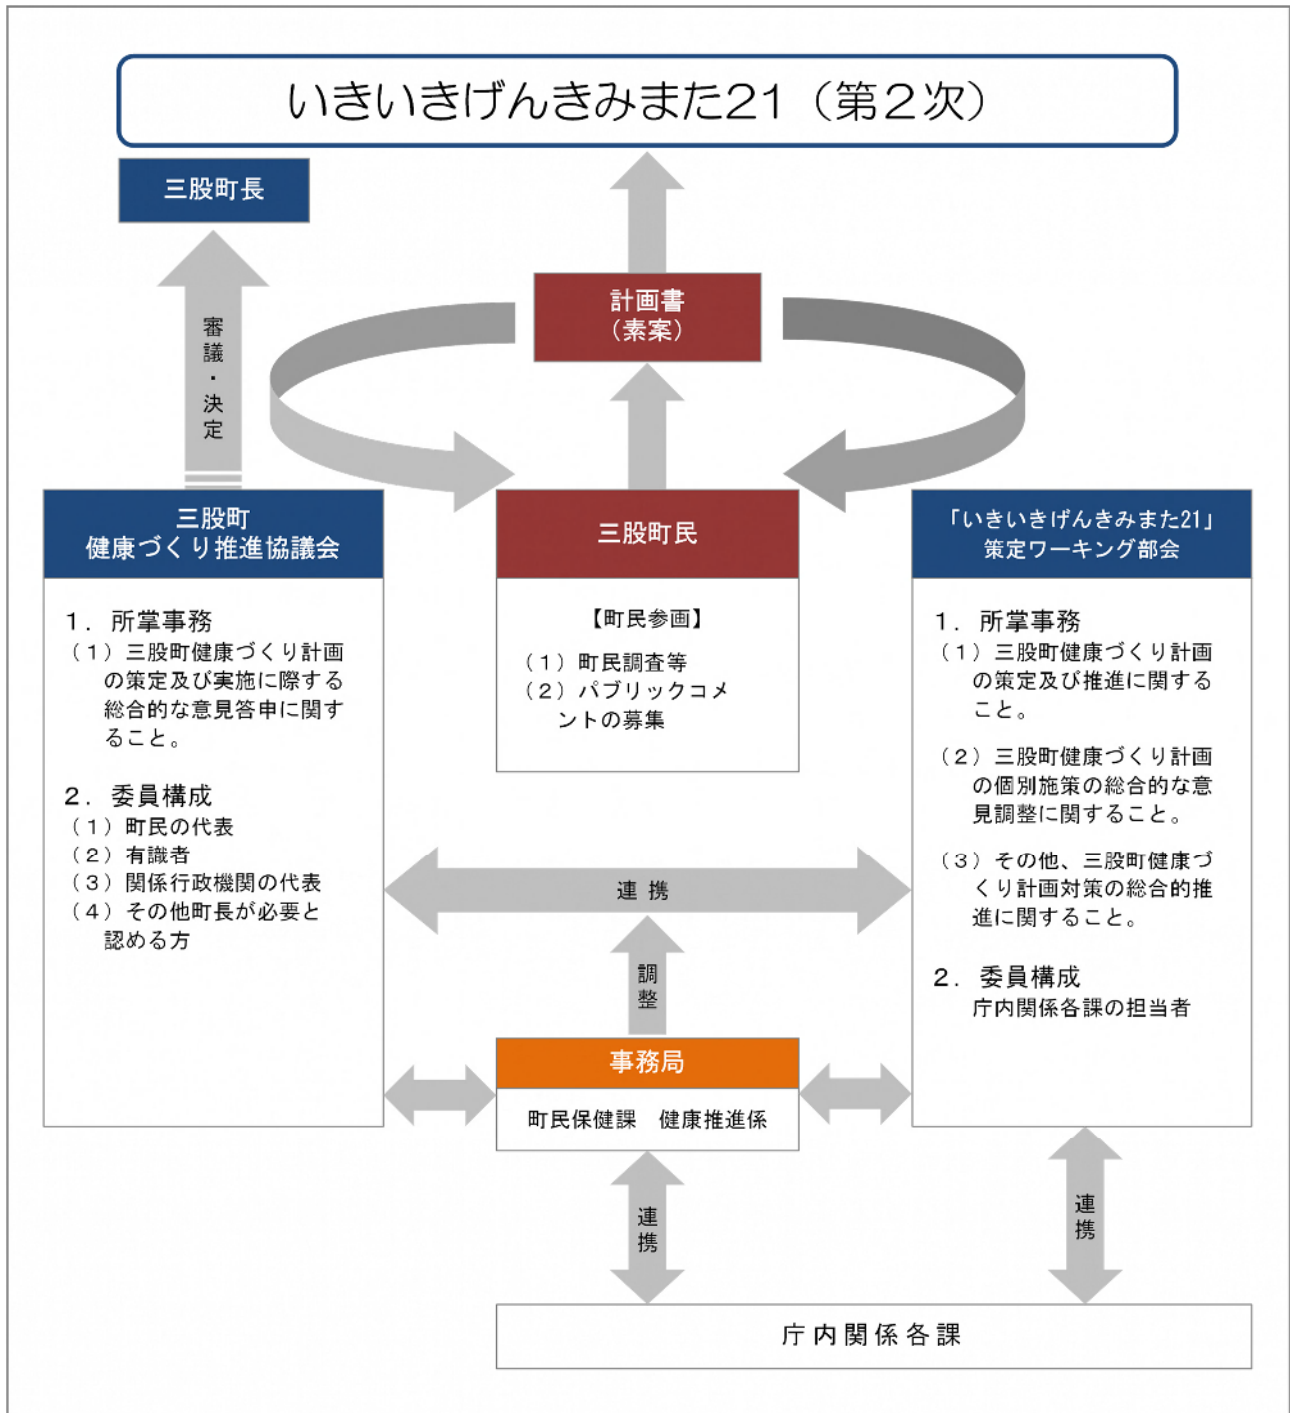 いきいきげんきみまた21（第２次）
三股町長
計画書
（素案）
審議・決定
三股町
健康づくり推進協議会
１．所掌事務
（１）三股町健康づくり計画
の策定及び実施に際する
総合的な意見答申に関す
ること。
２．委員構成
（１）町民の代表
（２）有識者
（３）関係行政機関の代表
（４）その他町長が必要と
認める方
三股町民
【町民参画】
（１）町民調査等
（２）パブリックコメ
ントの募集
「いきいきげんきみまた21」
策定ワーキング部会
１．所掌事務
（１）三股町健康づくり計画
の策定及び推進に関する
こと。
（２）三股町健康づくり計画
の個別施策の総合的な意
見調整に関すること。
（３）その他、三股町健康づ
くり計画対策の総合的推
進に関すること。
２．委員構成
庁内関係各課の担当者
連携
調整
事務局
町民保健課　健康推進係
連携
連携
庁内関係各課